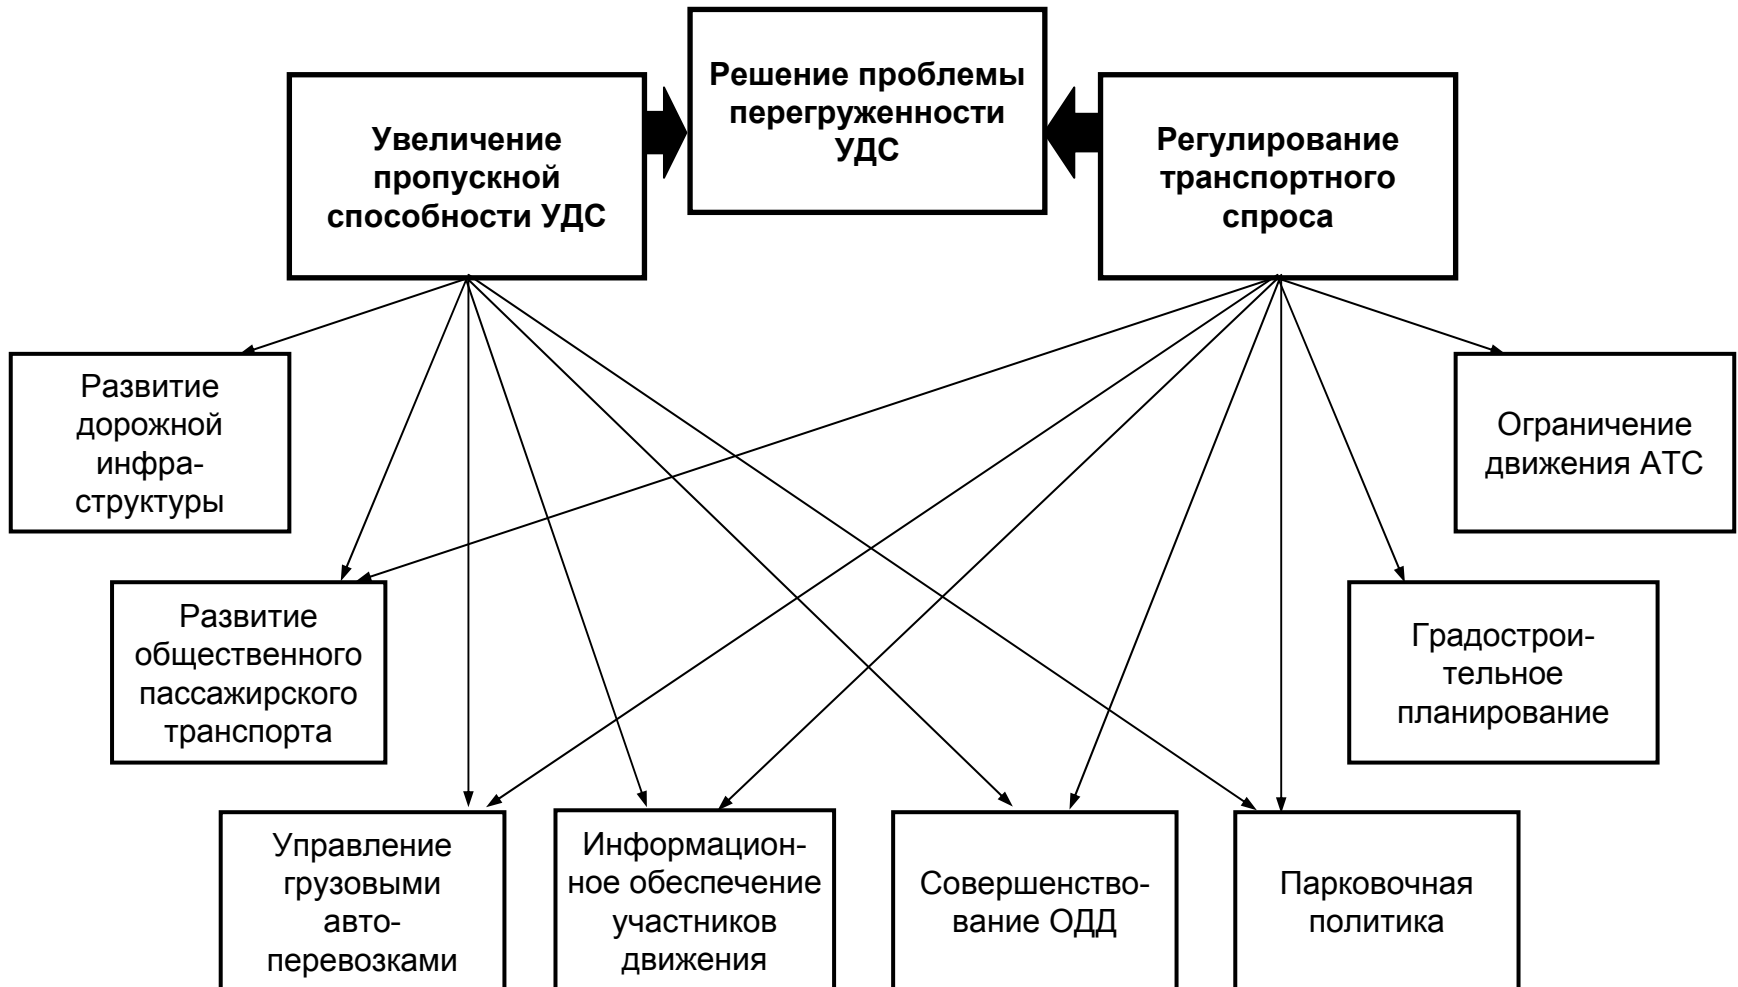 Решение проблемы
перегруженности
УДС
Увеличение
пропускной
способности УДС
Регулирование
транспортного
спроса
Развитие
дорожной
инфра-
структуры
Ограничение
движения АТС
Развитие
общественного
пассажирского
транспорта
Градострои-
тельное
планирование
Управление
грузовыми
авто-
перевозками
Информацион-
ное обеспечение
участников
движения
Совершенство-
вание ОДД
Парковочная
политика